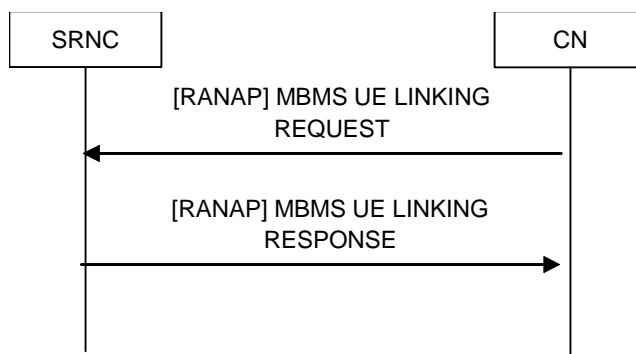 SRNC
CN
[RANAP] MBMS UE LINKING
REQUEST
[RANAP] MBMS UE LINKING
RESPONSE